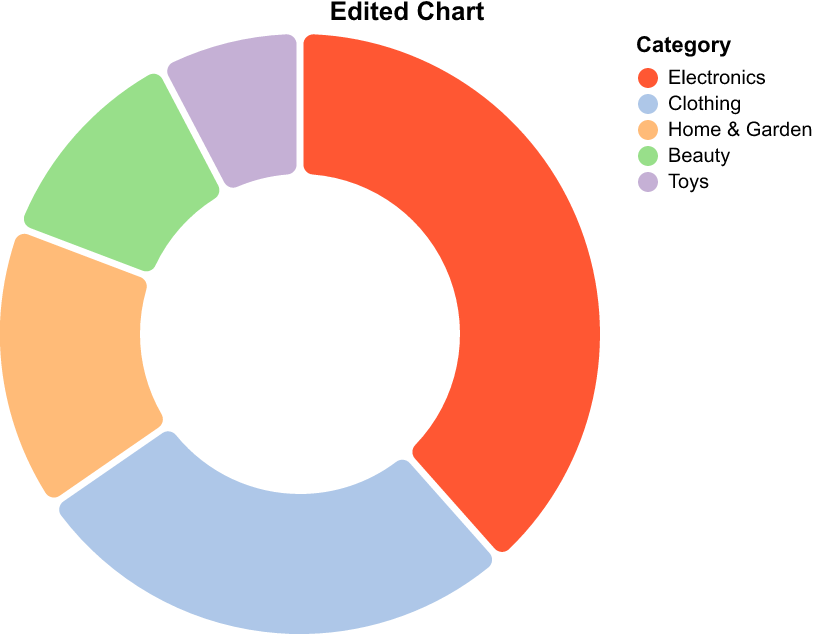 Edited Chart
Category
Electronics
Clothing
Home & Garden
Beauty
Toys